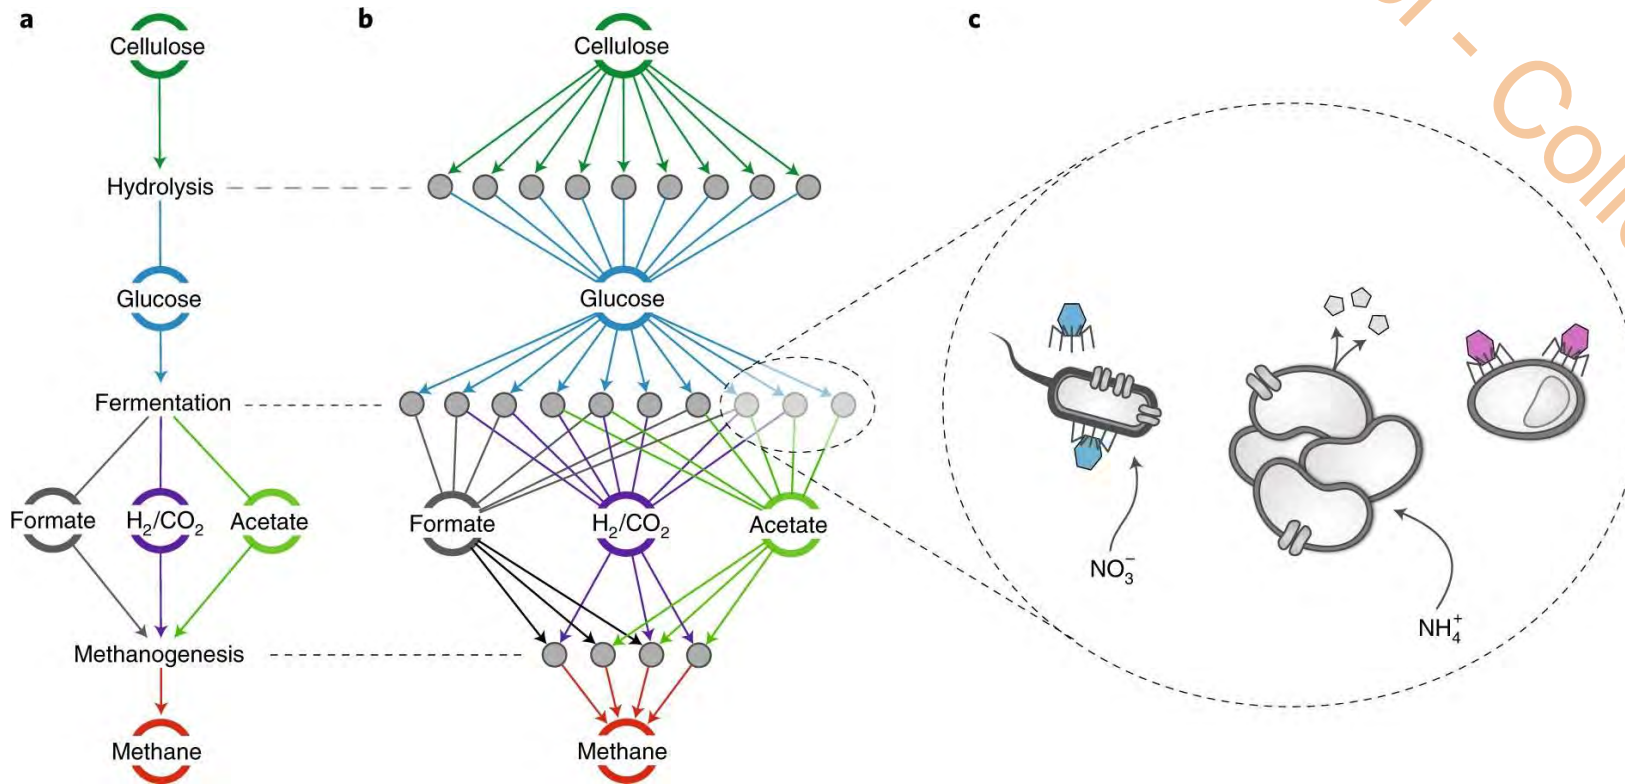 a
Cellulose
Hydrolysis
Glucose
Fermentation
Formate
H₂/CO₂
Acetate
Methanogenesis
Methane
b
Cellulose
Glucose
Formate
H₂/CO₂
Acetate
Methane
c
NO₃⁻
NH₄⁺